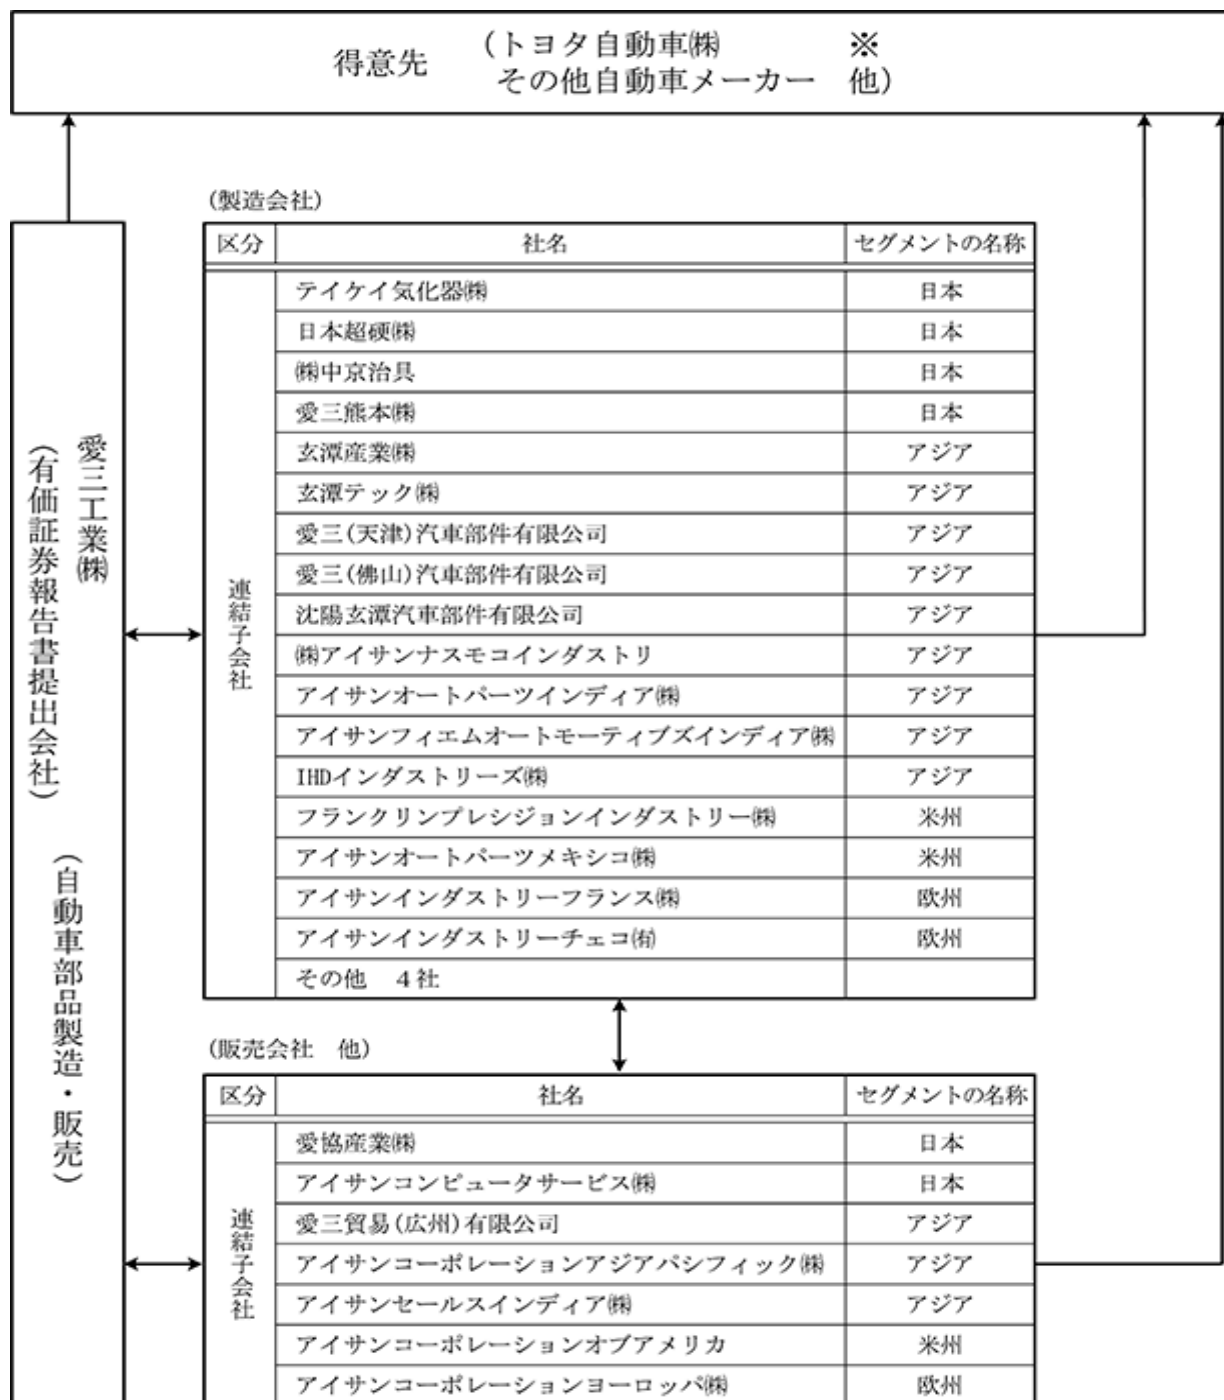 得意先 (トヨタ自動車㈱ ※
その他自動車メーカー 他)
愛三工業㈱
(有価証券報告書提出会社)
(自動車部品製造・販売)
(製造会社)
区分 社名 セグメントの名称
連結子会社
テイケイ気化器㈱ 日本
日本超硬㈱ 日本
㈱中京治具 日本
愛三熊本㈱ 日本
玄潭産業㈱ アジア
玄潭テック㈱ アジア
愛三(天津)汽車部件有限公司 アジア
愛三(佛山)汽車部件有限公司 アジア
沈陽玄潭汽車部件有限公司 アジア
㈱アイサンナスモコインダストリ アジア
アイサンオートパーツインディア㈱ アジア
アイサンフィエムオートモーティブズインディア㈱ アジア
IHDインダストリーズ㈱ アジア
フランクリンプレシジョンインダストリー㈱ 米州
アイサンオートパーツメキシコ㈱ 米州
アイサンインダストリーフランス㈱ 欧州
アイサンインダストリーチェコ㈲ 欧州
その他 4社
(販売会社 他)
区分 社名 セグメントの名称
連結子会社
愛協産業㈱ 日本
アイサンコンピュータサービス㈱ 日本
愛三貿易(広州)有限公司 アジア
アイサンコーポレーションアジアパシフィック㈱ アジア
アイサンセールスインディア㈱ アジア
アイサンコーポレーションオブアメリカ 米州
アイサンコーポレーションヨーロッパ㈱ 欧州